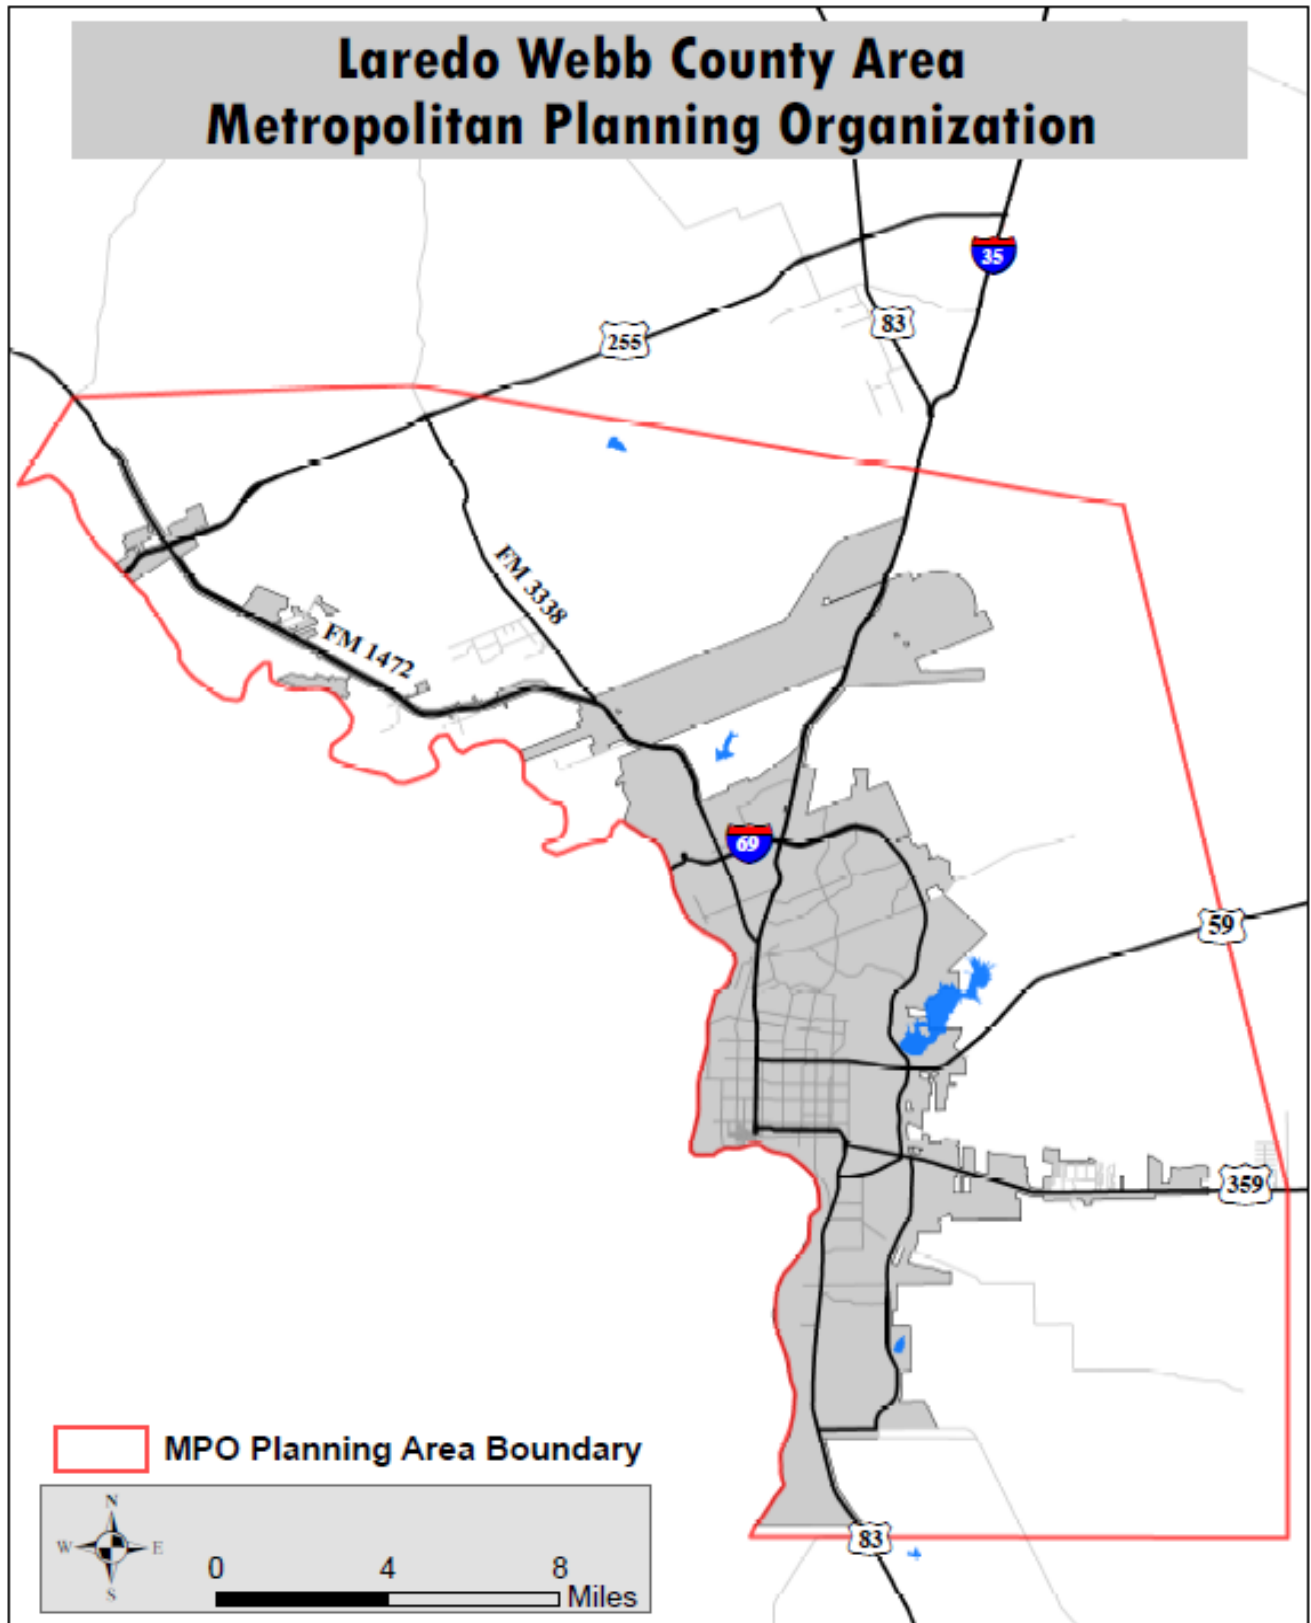 Laredo Webb County Area
Metropolitan Planning Organization
35
83
255
FM 3338
FM 1472
69
59
359
MPO Planning Area Boundary
N
W E
S
0 4 8
Miles
83